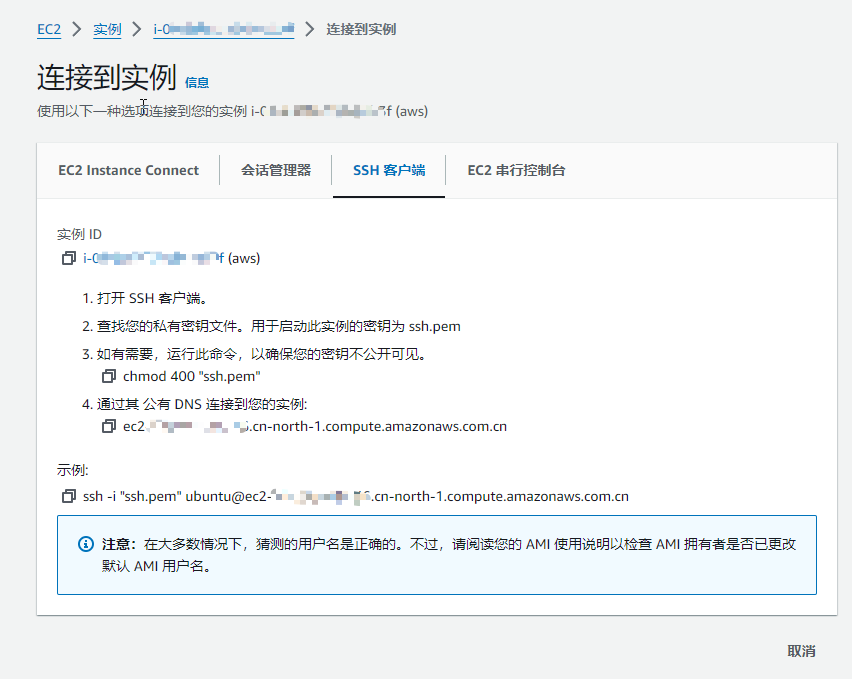 EC2 > 实例 > i-0 > 连接到实例
连接到实例 信息
使用以下一种选项连接到您的实例 i-0 f (aws)
EC2 Instance Connect 会话管理器 SSH 客户端 EC2 串行控制台
实例 ID
i-0 f (aws)
1. 打开 SSH 客户端。
2. 查找您的私有密钥文件。用于启动此实例的密钥为 ssh.pem
3. 如有需要，运行此命令，以确保您的密钥不公开可见。
chmod 400 "ssh.pem"
4. 通过其 公有 DNS 连接到您的实例:
ec2 .cn-north-1.compute.amazonaws.com.cn
示例:
ssh -i "ssh.pem" ubuntu@ec2- .cn-north-1.compute.amazonaws.com.cn
注意：在大多数情况下，猜测的用户名是正确的。不过，请阅读您的 AMI 使用说明以检查 AMI 拥有者是否已更改
默认 AMI 用户名。
取消